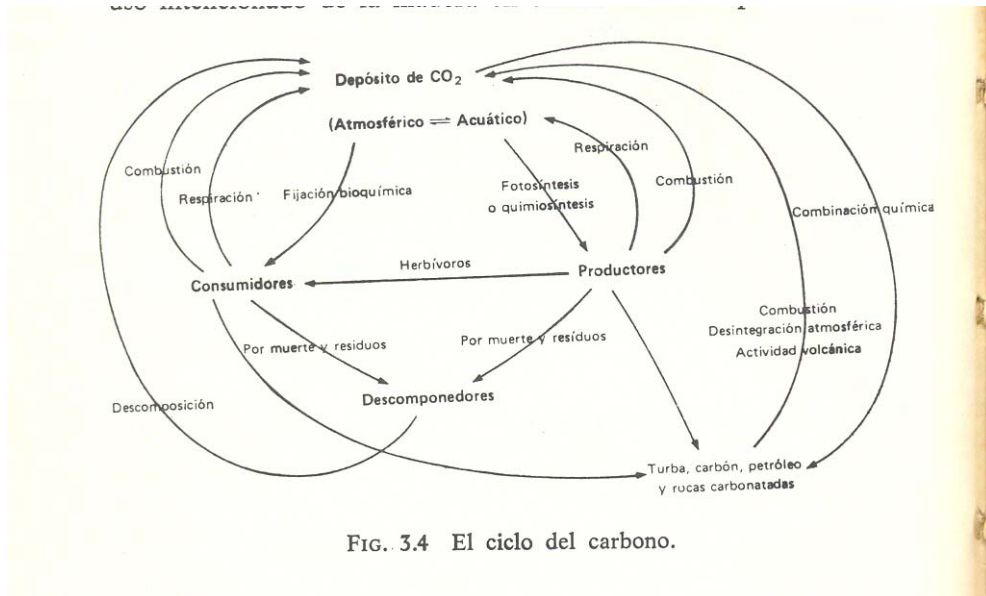 Depósito de CO₂
(Atmosférico ⇌ Acuático)
Respiración
Combustión
Respiración
Fijación bioquímica
Fotosíntesis
o quimiosíntesis
Combustión
Combinación química
Herbívoros
Consumidores
Productores
Combustión
Desintegración atmosférica
Actividad volcánica
Por muerte y residuos
Por muerte y resíduos
Descomponedores
Descomposición
Turba, carbón, petróleo
y rocas carbonatadas
FIG. 3.4 El ciclo del carbono.